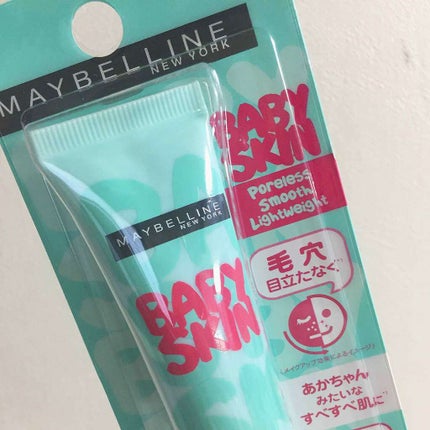 MAYBELLINE
NEW YORK
BABY
SKIN
Poreless
Smooth
Lightweight
毛穴
目立たなく
MAYBELLINE
NEW YORK
BABY
SKIN
あかちゃん
みたいな
すべすべ肌に